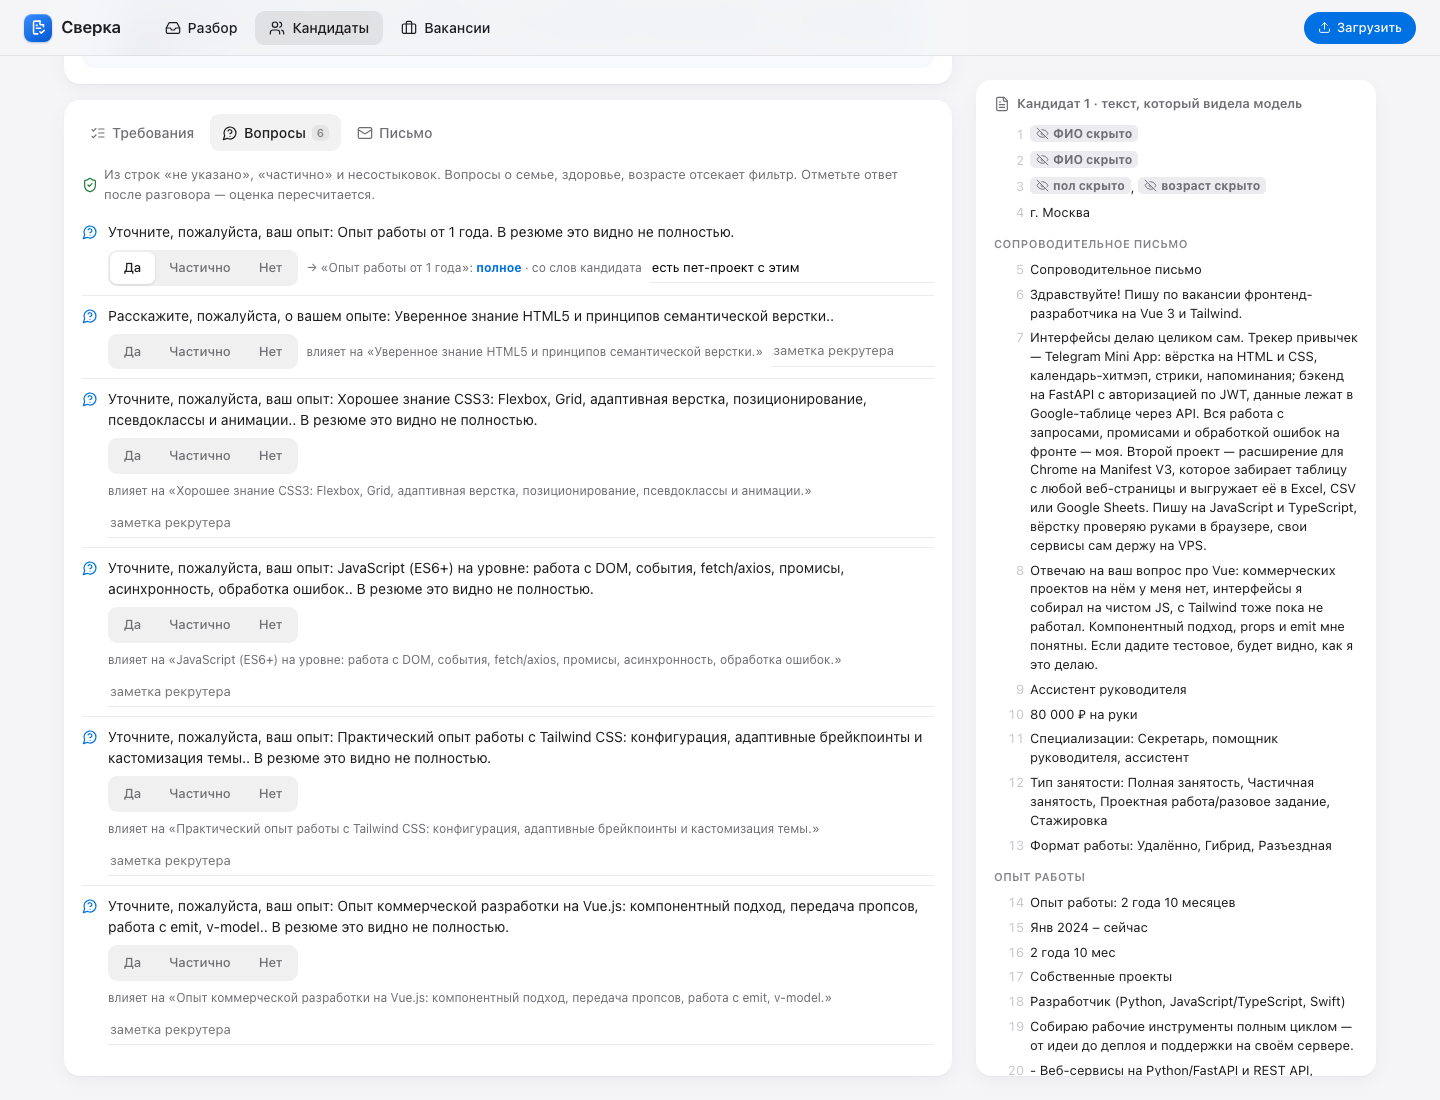 Сверка
Разбор
Кандидаты
Вакансии
Загрузить
Требования
Вопросы 6
Письмо
Из строк «не указано», «частично» и несостыковок. Вопросы о семье, здоровье, возрасте отсекает фильтр. Отметьте ответ
после разговора — оценка пересчитается.
Уточните, пожалуйста, ваш опыт: Опыт работы от 1 года. В резюме это видно не полностью.
Да Частично Нет → «Опыт работы от 1 года»: полное · со слов кандидата есть пет-проект с этим
Расскажите, пожалуйста, о вашем опыте: Уверенное знание HTML5 и принципов семантической верстки..
Да Частично Нет влияет на «Уверенное знание HTML5 и принципов семантической верстки.» заметка рекрутера
Уточните, пожалуйста, ваш опыт: Хорошее знание CSS3: Flexbox, Grid, адаптивная верстка, позиционирование,
псевдоклассы и анимации.. В резюме это видно не полностью.
Да Частично Нет
влияет на «Хорошее знание CSS3: Flexbox, Grid, адаптивная верстка, позиционирование, псевдоклассы и анимации.»
заметка рекрутера
Уточните, пожалуйста, ваш опыт: JavaScript (ES6+) на уровне: работа с DOM, события, fetch/axios, промисы,
асинхронность, обработка ошибок.. В резюме это видно не полностью.
Да Частично Нет
влияет на «JavaScript (ES6+) на уровне: работа с DOM, события, fetch/axios, промисы, асинхронность, обработка ошибок.»
заметка рекрутера
Уточните, пожалуйста, ваш опыт: Практический опыт работы с Tailwind CSS: конфигурация, адаптивные брейкпоинты и
кастомизация темы.. В резюме это видно не полностью.
Да Частично Нет
влияет на «Практический опыт работы с Tailwind CSS: конфигурация, адаптивные брейкпоинты и кастомизация темы.»
заметка рекрутера
Уточните, пожалуйста, ваш опыт: Опыт коммерческой разработки на Vue.js: компонентный подход, передача пропсов,
работа с emit, v-model.. В резюме это видно не полностью.
Да Частично Нет
влияет на «Опыт коммерческой разработки на Vue.js: компонентный подход, передача пропсов, работа с emit, v-model.»
заметка рекрутера
Кандидат 1 · текст, который видела модель
1 ФИО скрыто
2 ФИО скрыто
3 пол скрыто , возраст скрыто
4 г. Москва
СОПРОВОДИТЕЛЬНОЕ ПИСЬМО
5 Сопроводительное письмо
6 Здравствуйте! Пишу по вакансии фронтенд-
разработчика на Vue 3 и Tailwind.
7 Интерфейсы делаю целиком сам. Трекер привычек
— Telegram Mini App: вёрстка на HTML и CSS,
календарь-хитмэп, стрики, напоминания; бэкенд
на FastAPI с авторизацией по JWT, данные лежат в
Google-таблице через API. Вся работа с
запросами, промисами и обработкой ошибок на
фронте — моя. Второй проект — расширение для
Chrome на Manifest V3, которое забирает таблицу
с любой веб-страницы и выгружает её в Excel, CSV
или Google Sheets. Пишу на JavaScript и TypeScript,
вёрстку проверяю руками в браузере, свои
сервисы сам держу на VPS.
8 Отвечаю на ваш вопрос про Vue: коммерческих
проектов на нём у меня нет, интерфейсы я
собирал на чистом JS, с Tailwind тоже пока не
работал. Компонентный подход, props и emit мне
понятны. Если дадите тестовое, будет видно, как я
это делаю.
9 Ассистент руководителя
10 80 000 ₽ на руки
11 Специализации: Секретарь, помощник
руководителя, ассистент
12 Тип занятости: Полная занятость, Частичная
занятость, Проектная работа/разовое задание,
Стажировка
13 Формат работы: Удалённо, Гибрид, Разъездная
ОПЫТ РАБОТЫ
14 Опыт работы: 2 года 10 месяцев
15 Янв 2024 – сейчас
16 2 года 10 мес
17 Собственные проекты
18 Разработчик (Python, JavaScript/TypeScript, Swift)
19 Собираю рабочие инструменты полным циклом —
от идеи до деплоя и поддержки на своём сервере.
20 - Веб-сервисы на Python/FastAPI и REST API,